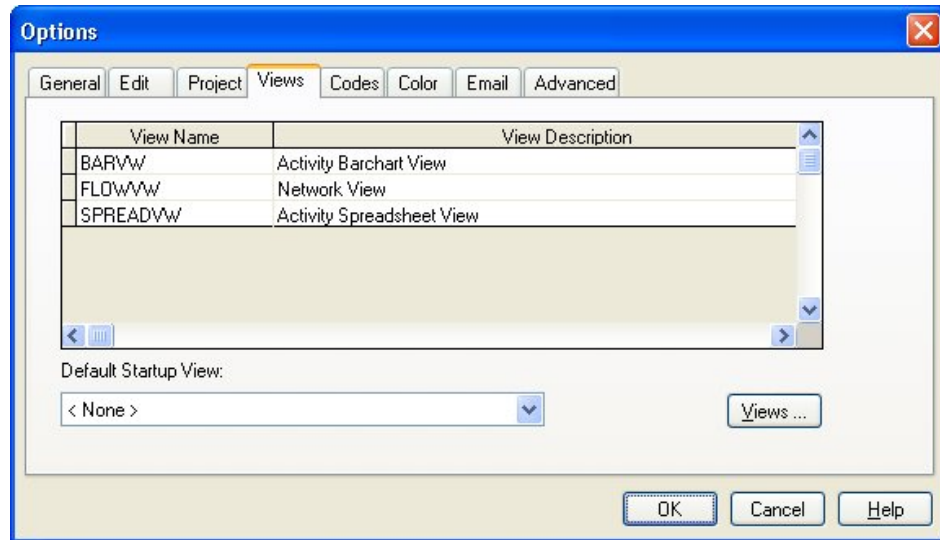 Options
General Edit Project Views Codes Color Email Advanced
View Name View Description
BARVW Activity Barchart View
FLOWVW Network View
SPREADVW Activity Spreadsheet View
Default Startup View:
< None > Views ...
OK Cancel Help